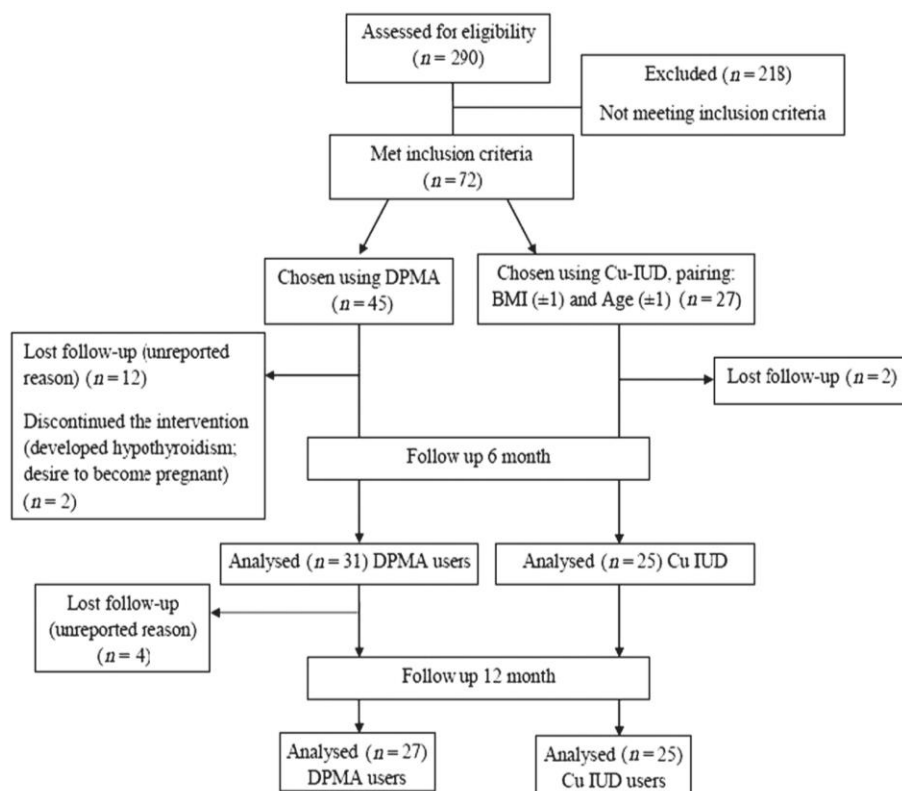 Assessed for eligibility
(n = 290)
Excluded (n = 218)
Not meeting inclusion criteria
Met inclusion criteria
(n = 72)
Chosen using DPMA
(n = 45)
Chosen using Cu-IUD, pairing:
BMI (±1) and Age (±1) (n = 27)
Lost follow-up (unreported
reason) (n = 12)
Discontinued the intervention
(developed hypothyroidism;
desire to become pregnant)
(n = 2)
Lost follow-up (n = 2)
Follow up 6 month
Analysed (n = 31) DPMA users
Analysed (n = 25) Cu IUD
Lost follow-up
(unreported reason)
(n = 4)
Follow up 12 month
Analysed (n = 27)
DPMA users
Analysed (n = 25)
Cu IUD users